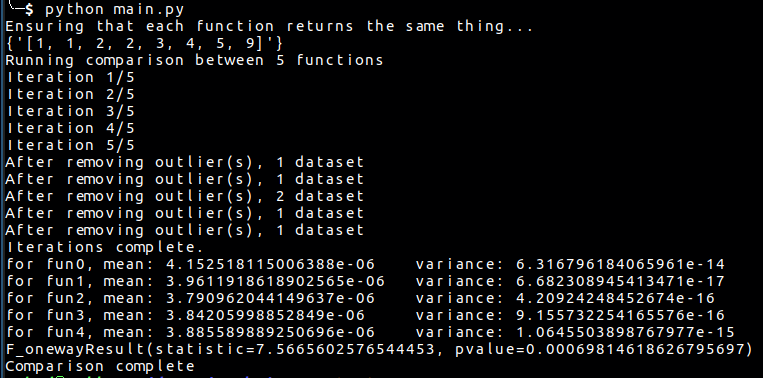 $ python main.py
Ensuring that each function returns the same thing...
{'[1, 1, 2, 2, 3, 4, 5, 9]'}
Running comparison between 5 functions
Iteration 1/5
Iteration 2/5
Iteration 3/5
Iteration 4/5
Iteration 5/5
After removing outlier(s), 1 dataset
After removing outlier(s), 1 dataset
After removing outlier(s), 2 dataset
After removing outlier(s), 1 dataset
After removing outlier(s), 1 dataset
Iterations complete.
for fun0, mean: 4.152518115006388e-06 variance: 6.316796184065961e-14
for fun1, mean: 3.9611918618902565e-06 variance: 6.682308945413471e-17
for fun2, mean: 3.790962044149637e-06 variance: 4.20924248452674e-16
for fun3, mean: 3.84205998852849e-06 variance: 9.155732254165576e-16
for fun4, mean: 3.885589889250696e-06 variance: 1.0645503898767977e-15
F_onewayResult(statistic=7.5665602576544453, pvalue=0.00069814618626795697)
Comparison complete